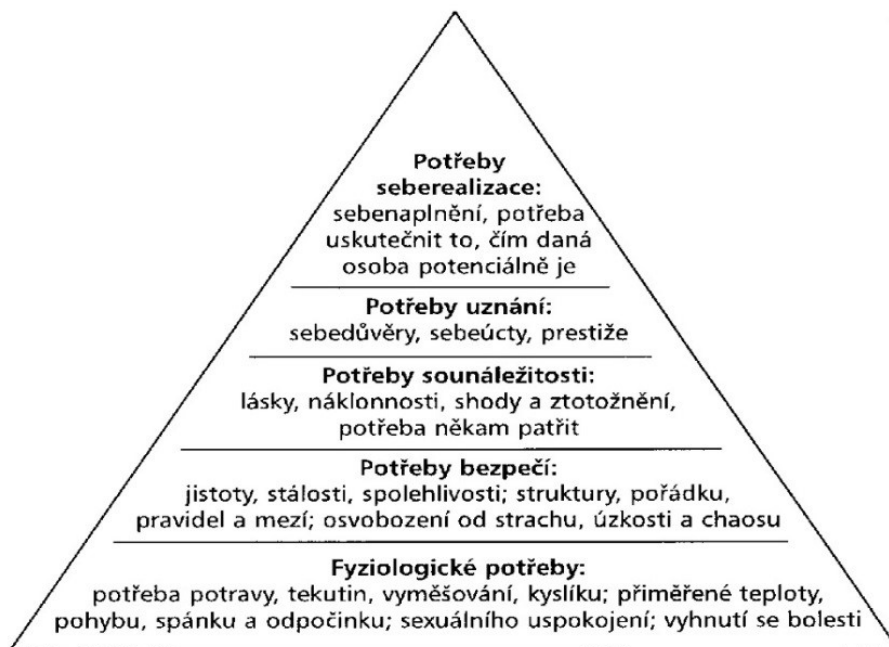 Potřeby
seberealizace:
sebenaplnění, potřeba
uskutečnit to, čím daná
osoba potenciálně je
Potřeby uznání:
sebedůvěry, sebeúcty, prestiže
Potřeby sounáležitosti:
lásky, náklonnosti, shody a ztotožnění,
potřeba někam patřit
Potřeby bezpečí:
jistoty, stálosti, spolehlivosti; struktury, pořádku,
pravidel a mezí; osvobození od strachu, úzkosti a chaosu
Fyziologické potřeby:
potřeba potravy, tekutin, vyměšování, kyslíku; přiměřené teploty,
pohybu, spánku a odpočinku; sexuálního uspokojení; vyhnutí se bolesti